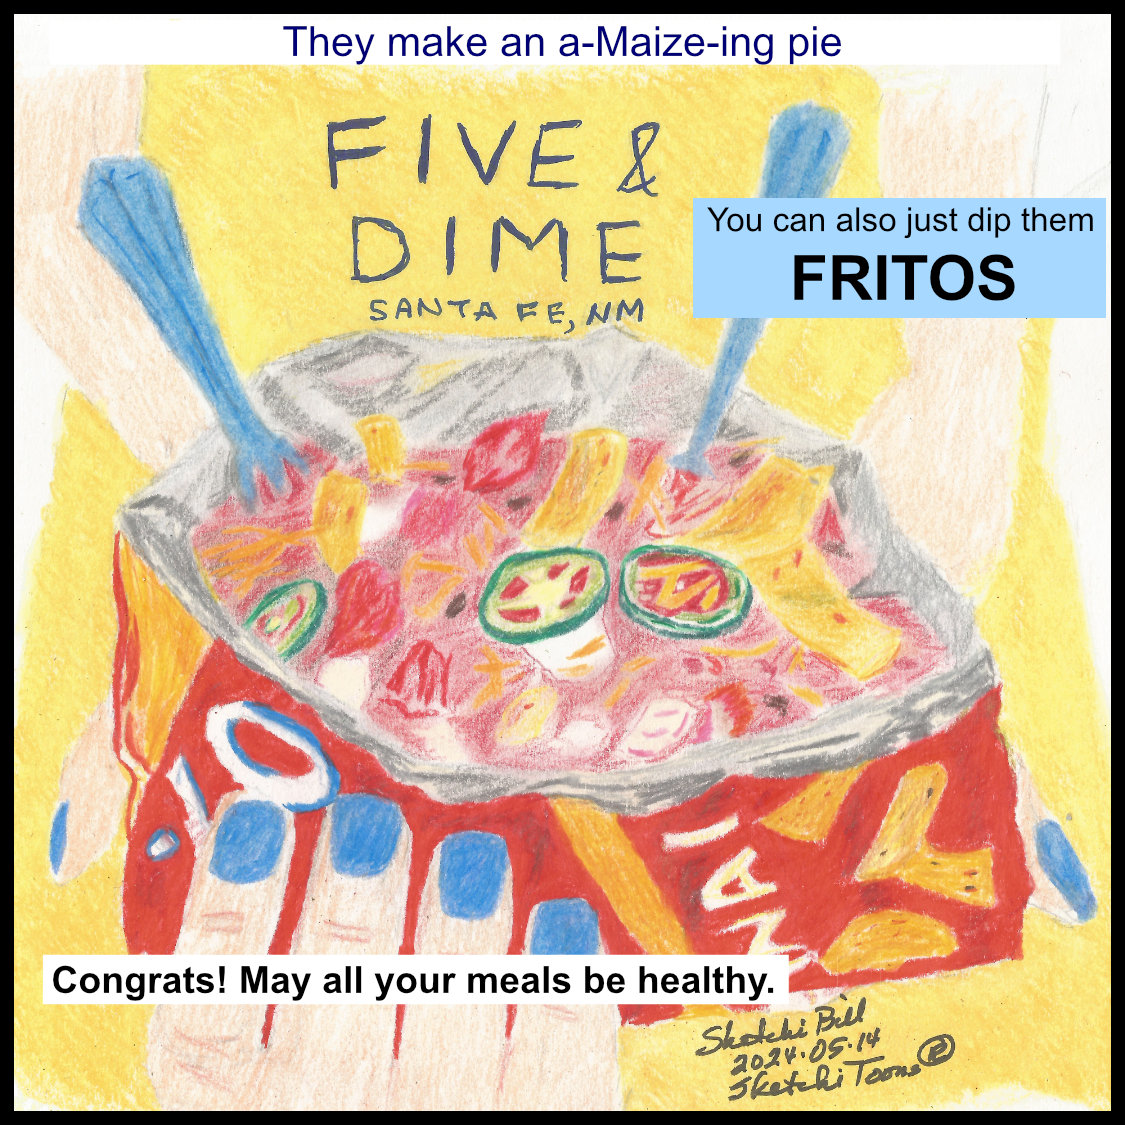 They make an a-Maize-ing pie
FIVE &
DIME
SANTA FE, NM
You can also just dip them
FRITOS
Congrats! May all your meals be healthy.
Sketchi Bill
2024.05.14
SketchiToons